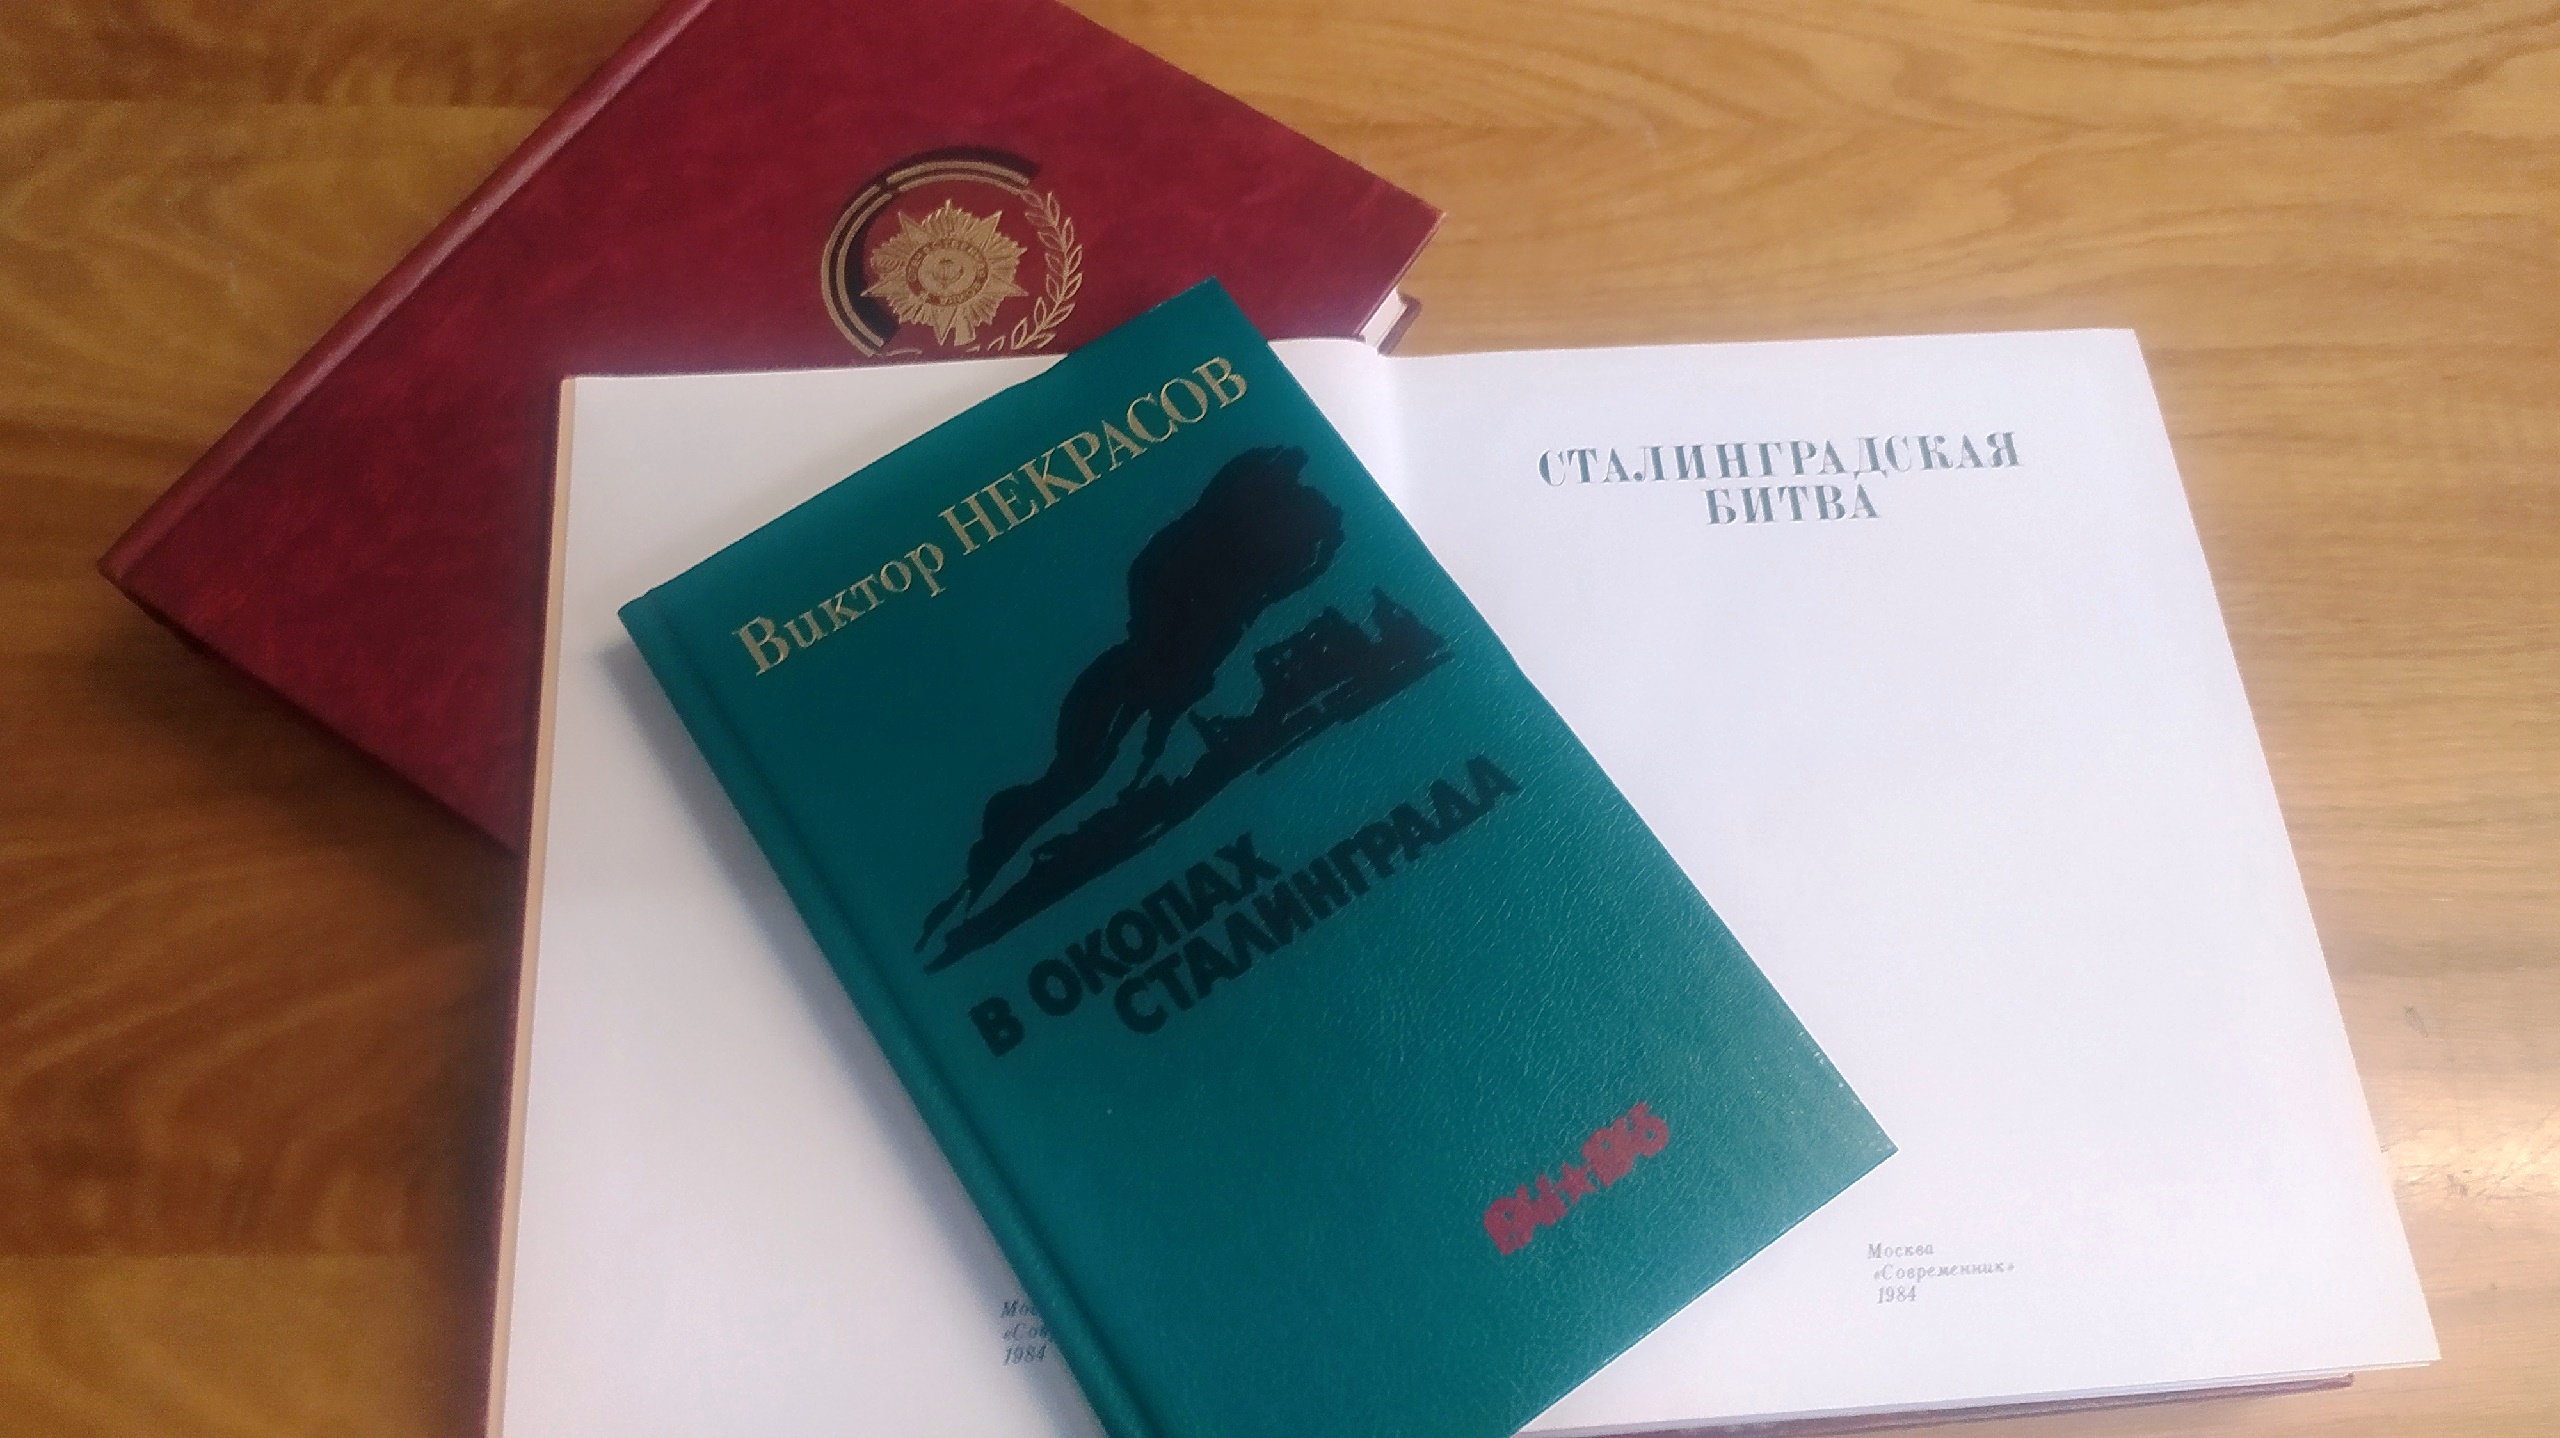 Виктор НЕКРАСОВ
В ОКОПАХ
СТАЛИНГРАДА
1941★1945
СТАЛИНГРАДСКАЯ
БИТВА
Москва
«Современник»
1984
1984